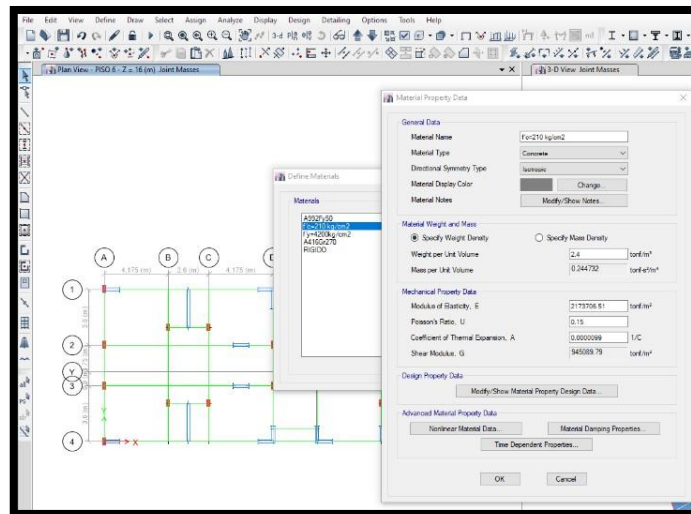 File Edit View Define Draw Select Assign Analyze Display Design Detailing Options Tools Help
Plan View - PISO 6 - Z = 16 (m) Joint Masses
3-D View Joint Masses
Material Property Data
General Data
Material Name f'c=210 kg/cm2
Material Type Concrete
Directional Symmetry Type Isotropic
Material Display Color Change...
Material Notes Modify/Show Notes...
Material Weight and Mass
Specify Weight Density Specify Mass Density
Weight per Unit Volume 2.4 tonf/m³
Mass per Unit Volume 0.244732 tonf-s²/m⁴
Mechanical Property Data
Modulus of Elasticity, E 2173706.51 tonf/m²
Poisson's Ratio, U 0.15
Coefficient of Thermal Expansion, A 0.0000099 1/C
Shear Modulus, G 945089.79 tonf/m²
Design Property Data
Modify/Show Material Property Design Data...
Advanced Material Property Data
Nonlinear Material Data... Material Damping Properties...
Time Dependent Properties...
OK Cancel
Define Materials
Materials
A992Fy50
f'c=210 kg/cm2
fy=4200kg/cm2
A416Gr270
RIGIDO
A B C
4.175 (m) 2.6 (m) 4.175 (m)
1
2
Y
3
4
X